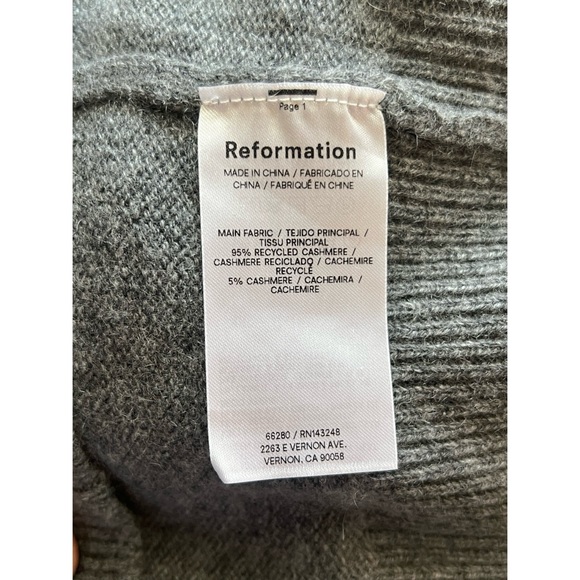 Page 1
Reformation
MADE IN CHINA / FABRICADO EN
CHINA / FABRIQUÉ EN CHINE
MAIN FABRIC / TEJIDO PRINCIPAL /
TISSU PRINCIPAL
95% RECYCLED CASHMERE /
CASHMERE RECICLADO / CACHEMIRE
RECYCLÉ
5% CASHMERE / CACHEMIRA /
CACHEMIRE
66280 / RN143248
2263 E VERNON AVE.
VERNON, CA 90058